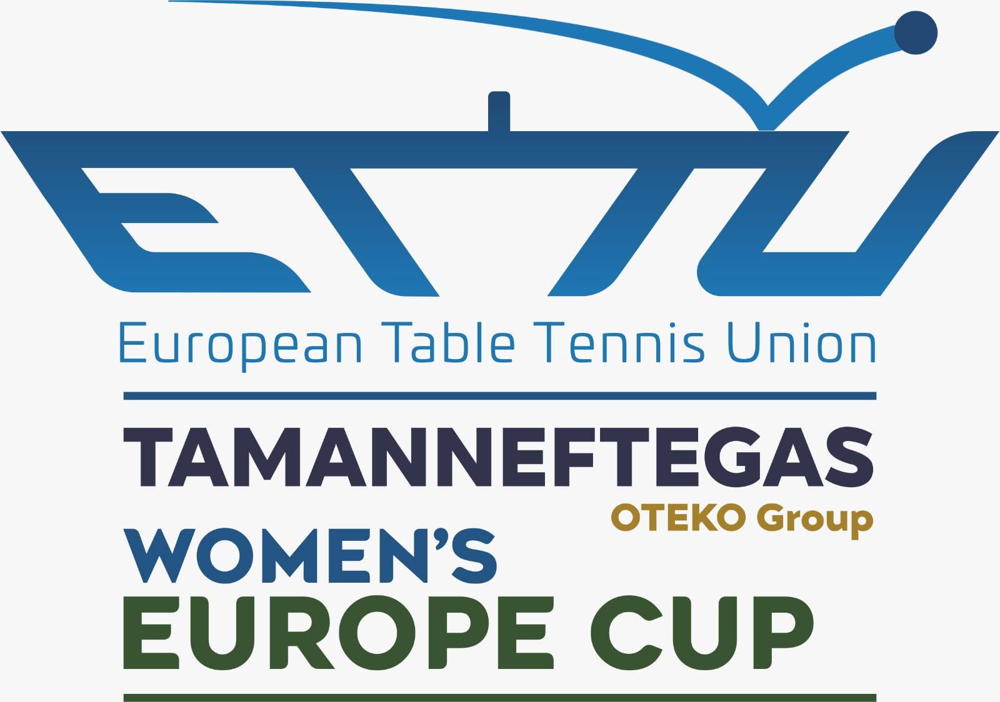 ETTU
European Table Tennis Union
TAMANNEFTEGAS
OTEKO Group
WOMEN'S
EUROPE CUP